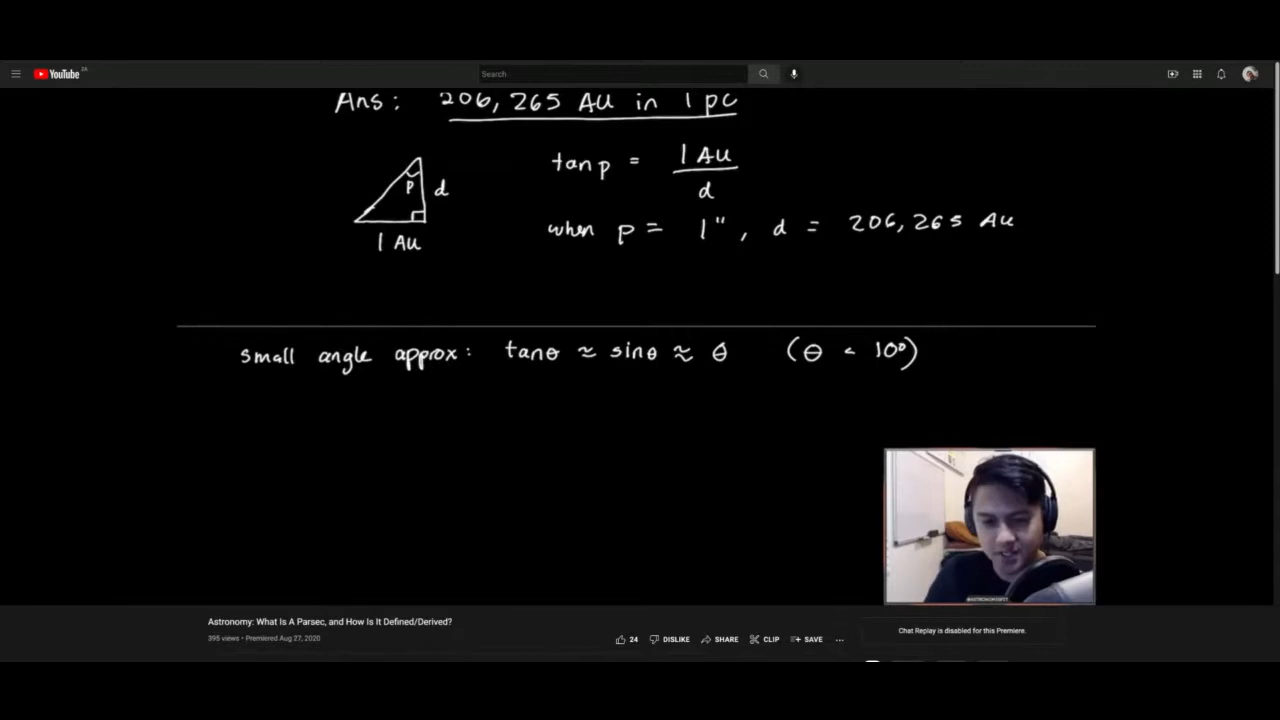 YouTube ZA
Search
Ans: 206,265 AU in 1 pc
tan p = 1 AU / d
p
d
1 AU
when p = 1", d = 206,265 AU
small angle approx: tanθ ≈ sinθ ≈ θ (θ < 10°)
Astronomy: What Is A Parsec, and How Is It Defined/Derived?
395 views • Premiered Aug 27, 2020
24 DISLIKE SHARE CLIP SAVE ...
Chat Replay is disabled for this Premiere.